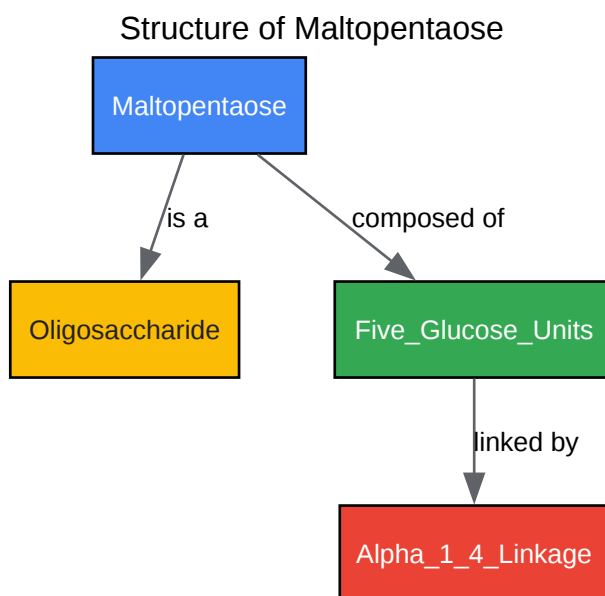 Structure of Maltopentaose
Maltopentaose
is a
composed of
Oligosaccharide
Five_Glucose_Units
linked by
Alpha_1_4_Linkage